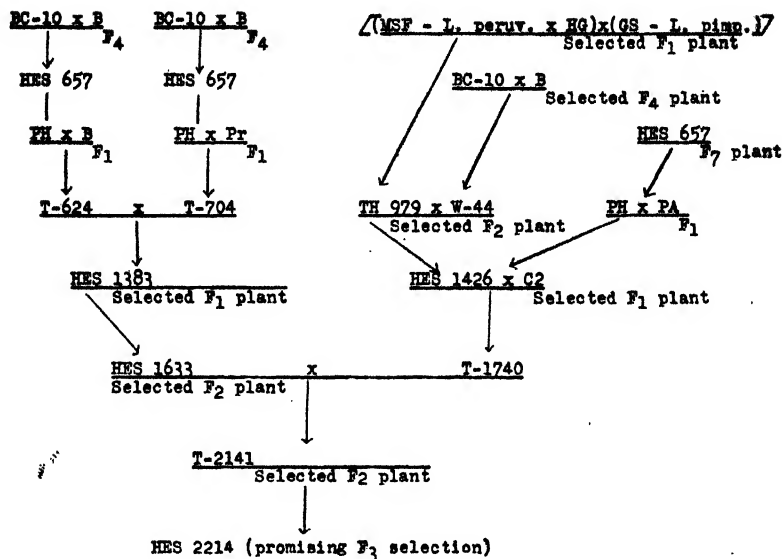 BC-10 x B BC-10 x B [(MSF - L. peruv. x HG)x(GS - L. pimp.)]7
F4 F4 Selected F1 plant
BC-10 x B
HES 657 HES 657 Selected F4 plant
PH x B PH x Pr HES 657
F1 F1 F7 plant
T-624 x T-704 TH 979 x W-44 PH x PA
Selected F2 plant F1
HES 1383 HES 1426 x C2
Selected F1 plant Selected F1 plant
HES 1633 x T-1740
Selected F2 plant
T-2141
Selected F2 plant
HES 2214 (promising F3 selection)